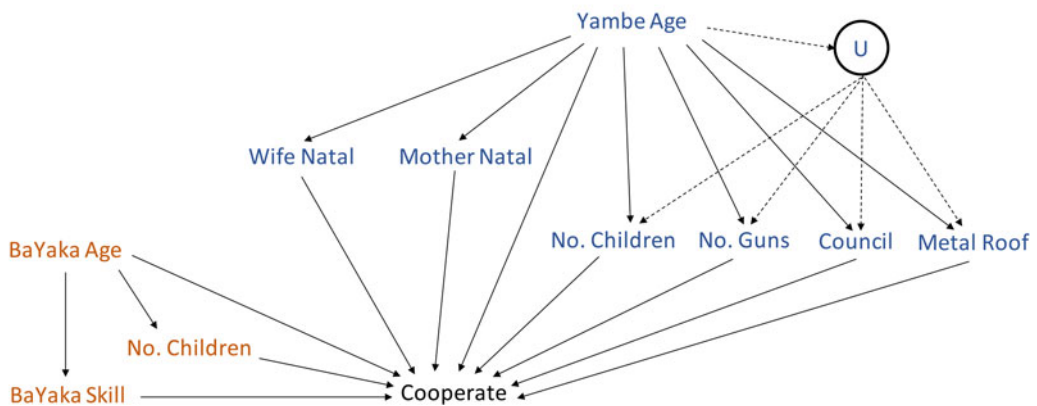 Yambe Age
U
Wife Natal
Mother Natal
No. Children
No. Guns
Council
Metal Roof
BaYaka Age
No. Children
BaYaka Skill
Cooperate